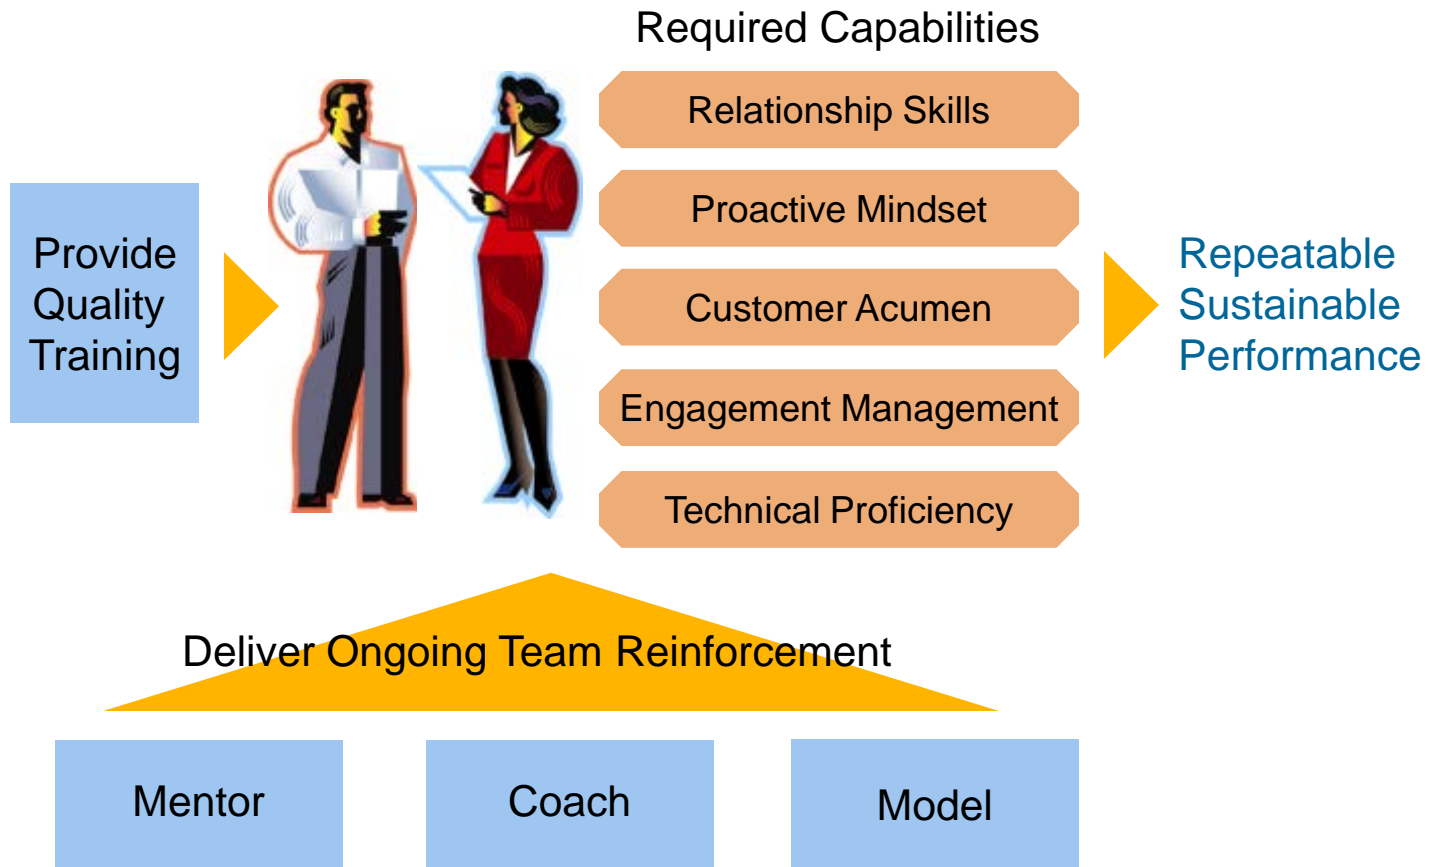 Required Capabilities
Relationship Skills
Proactive Mindset
Customer Acumen
Engagement Management
Technical Proficiency
Provide
Quality
Training
Repeatable
Sustainable
Performance
Deliver Ongoing Team Reinforcement
Mentor
Coach
Model